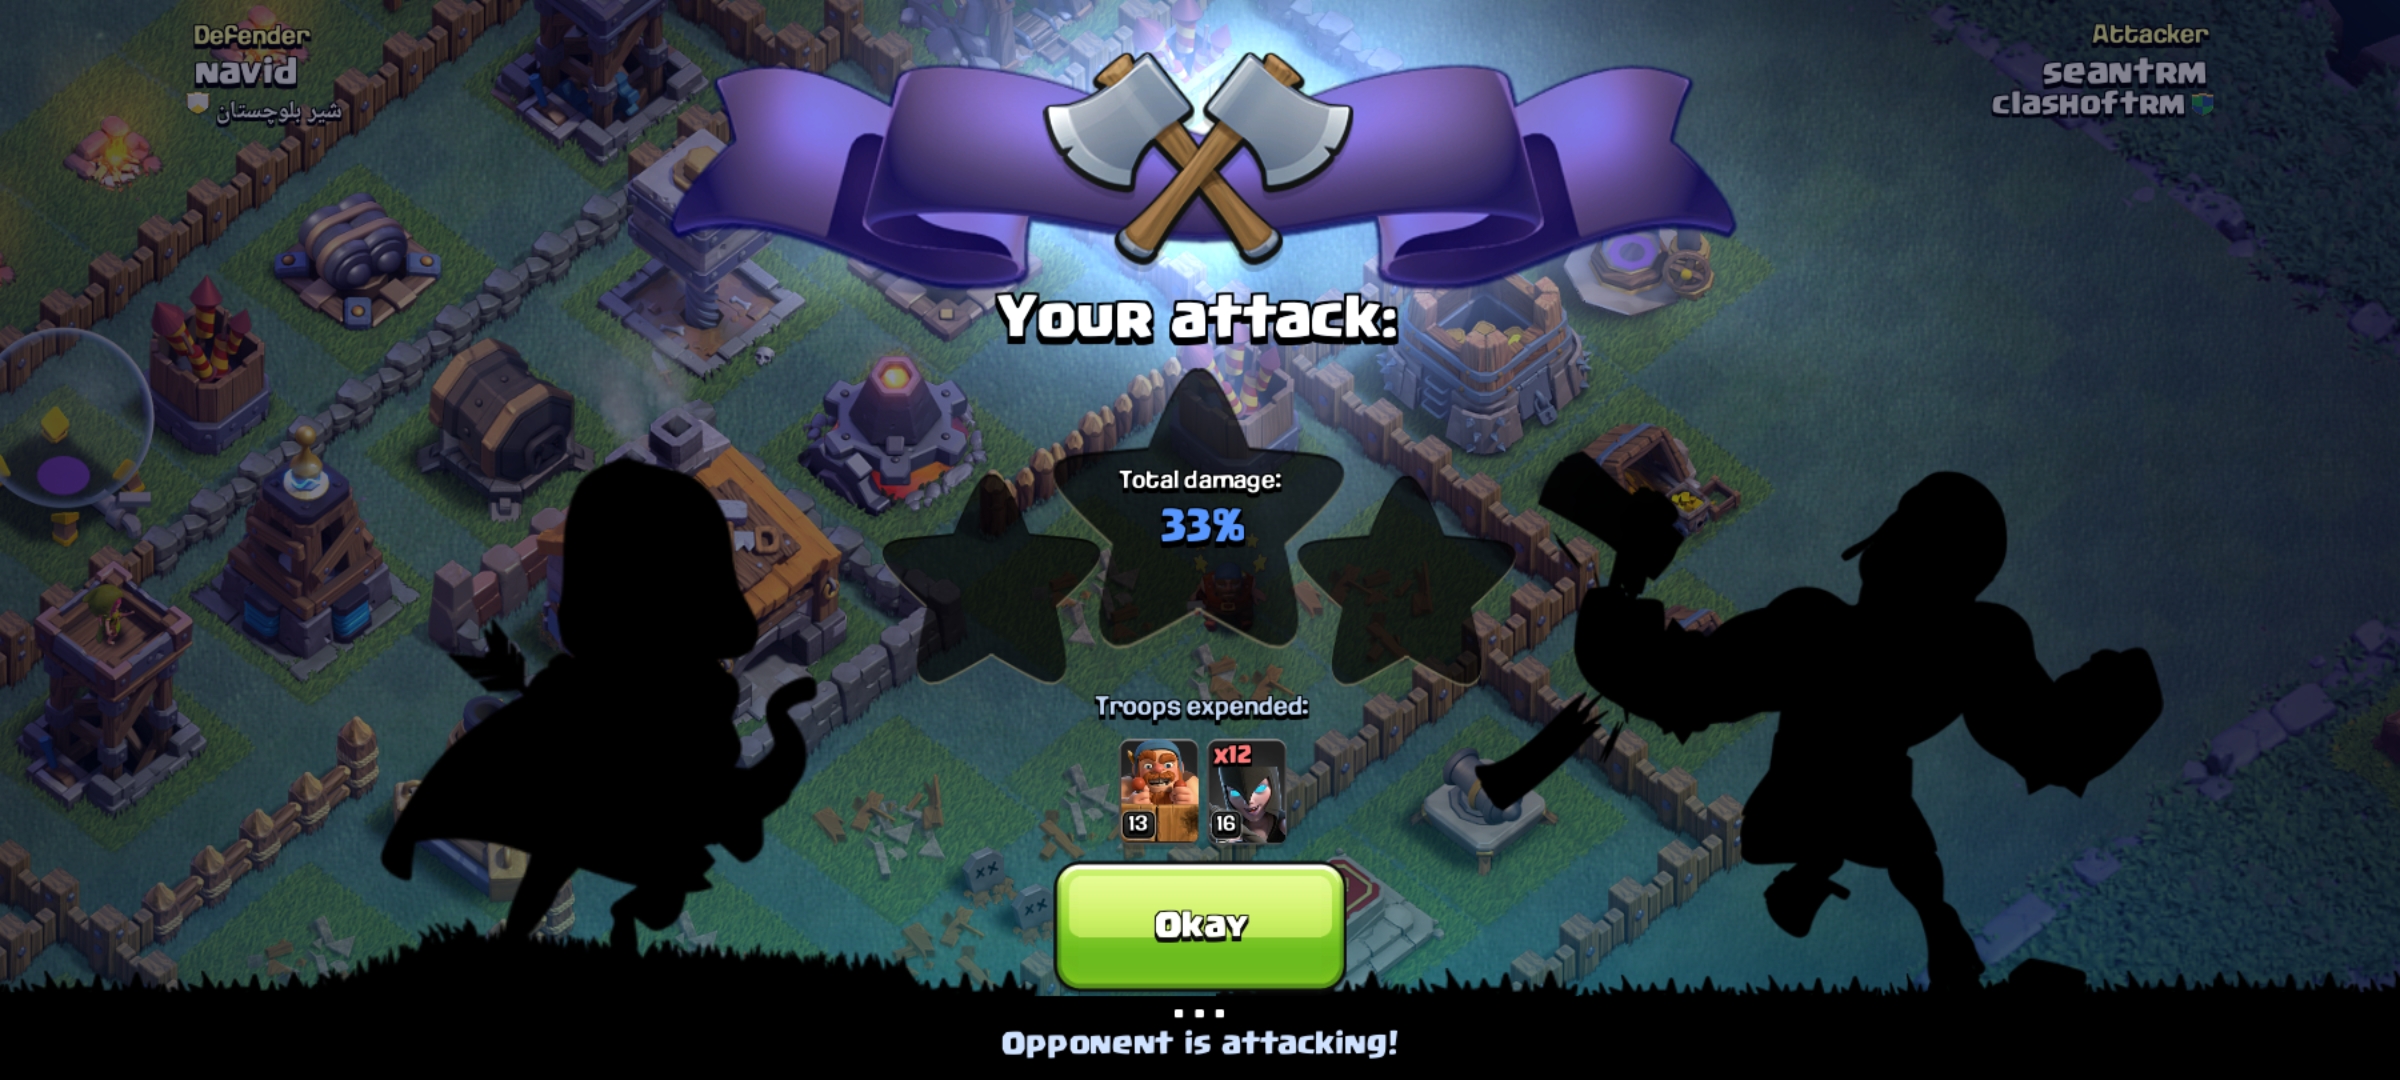 Defender
Navid
شیر بلوچستان
Attacker
seantRM
clashoftRM
Your attack:
Total damage:
33%
Troops expended:
x12
13
16
Okay
...
Opponent is attacking!